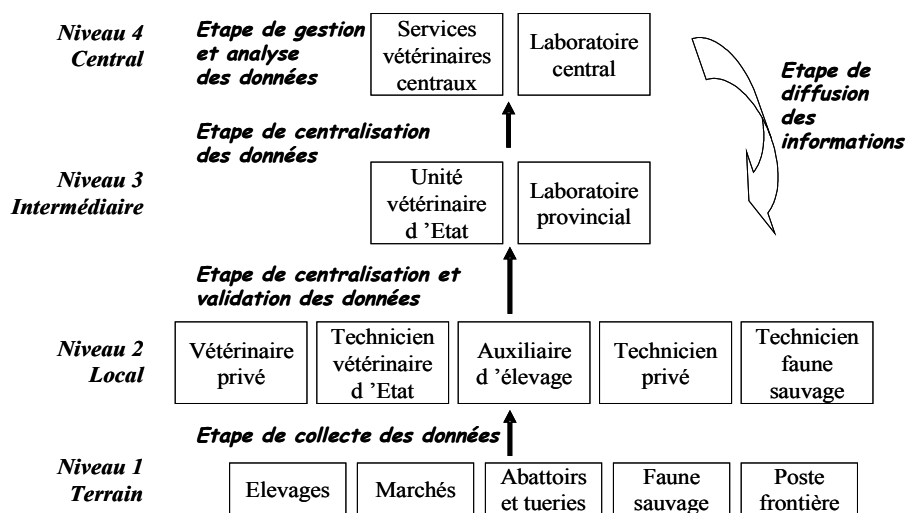 Niveau 4
Central
Etape de gestion
et analyse
des données
Services
vétérinaires
centraux
Laboratoire
central
Etape de
diffusion
des
informations
Etape de centralisation
des données
Niveau 3
Intermédiaire
Unité
vétérinaire
d ’Etat
Laboratoire
provincial
Etape de centralisation et
validation des données
Niveau 2
Local
Vétérinaire
privé
Technicien
vétérinaire
d ’Etat
Auxiliaire
d ’élevage
Technicien
privé
Technicien
faune
sauvage
Etape de collecte des données
Niveau 1
Terrain
Elevages
Marchés
Abattoirs
et tueries
Faune
sauvage
Poste
frontière